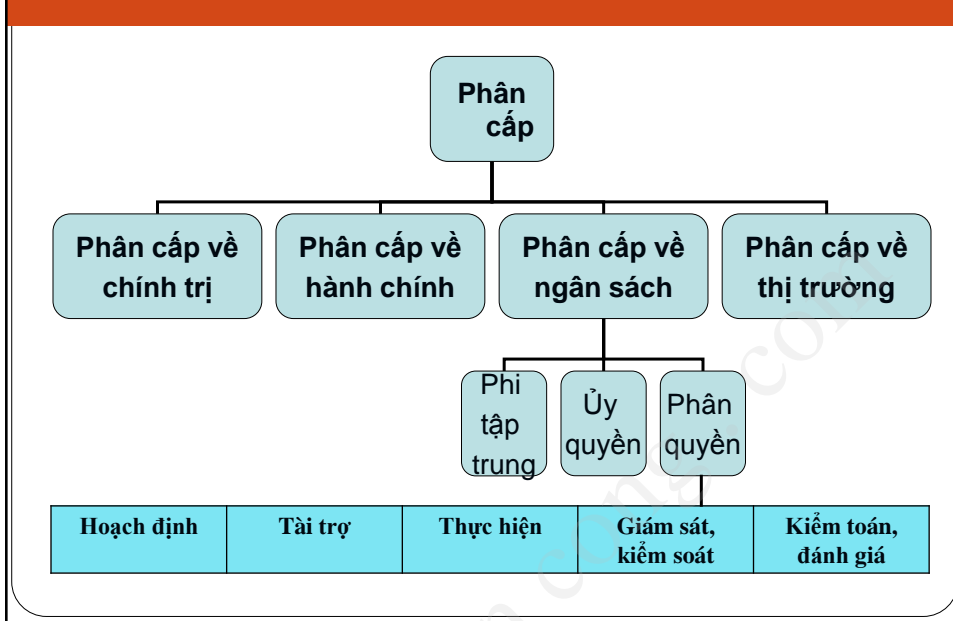 Phân
cấp
Phân cấp về
chính trị
Phân cấp về
hành chính
Phân cấp về
ngân sách
Phân cấp về
thị trường
Phi
tập
trung
Ủy
quyền
Phân
quyền
Hoạch định
Tài trợ
Thực hiện
Giám sát,
kiểm soát
Kiểm toán,
đánh giá
cong.com